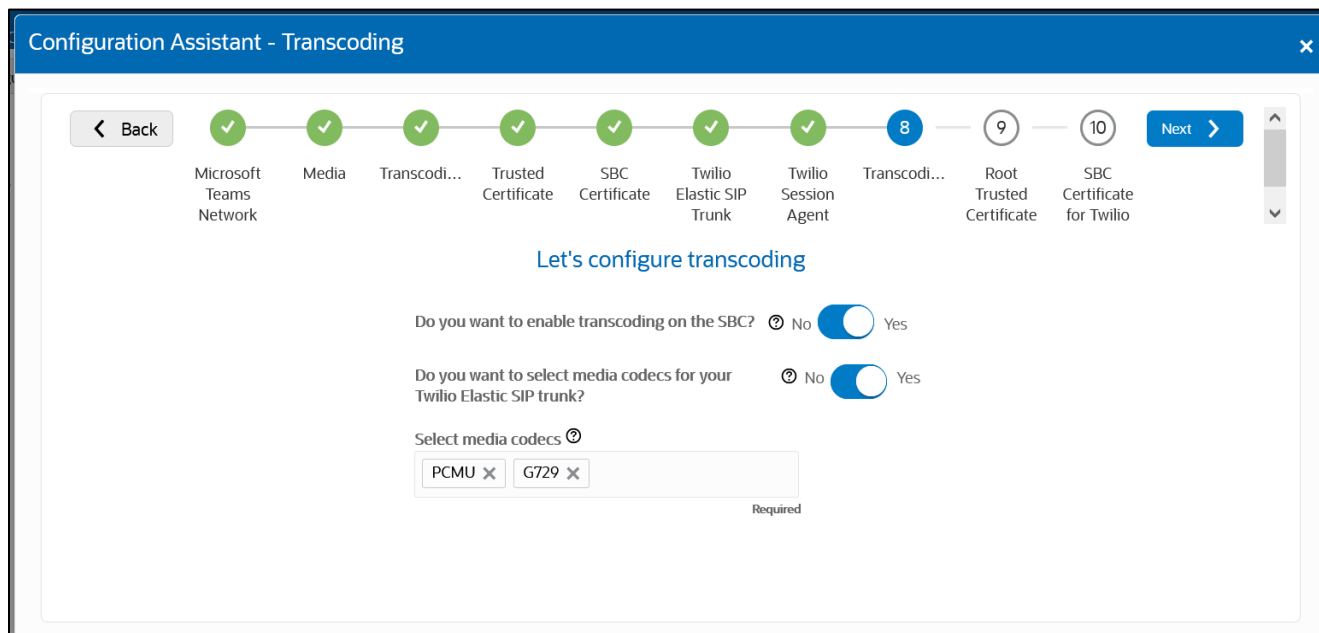 Configuration Assistant - Transcoding
Back
8
9
10
Next
Microsoft
Teams
Network
Media
Transcodi...
Trusted
Certificate
SBC
Certificate
Twilio
Elastic SIP
Trunk
Twilio
Session
Agent
Transcodi...
Root
Trusted
Certificate
SBC
Certificate
for Twilio
Let's configure transcoding
Do you want to enable transcoding on the SBC? No Yes
Do you want to select media codecs for your
Twilio Elastic SIP trunk?
No Yes
Select media codecs
PCMU G729
Required